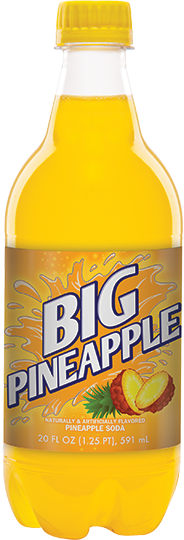 BIG
PINEAPPLE
NATURALLY & ARTIFICIALLY FLAVORED
PINEAPPLE SODA
20 FL OZ (1.25 PT), 591 mL